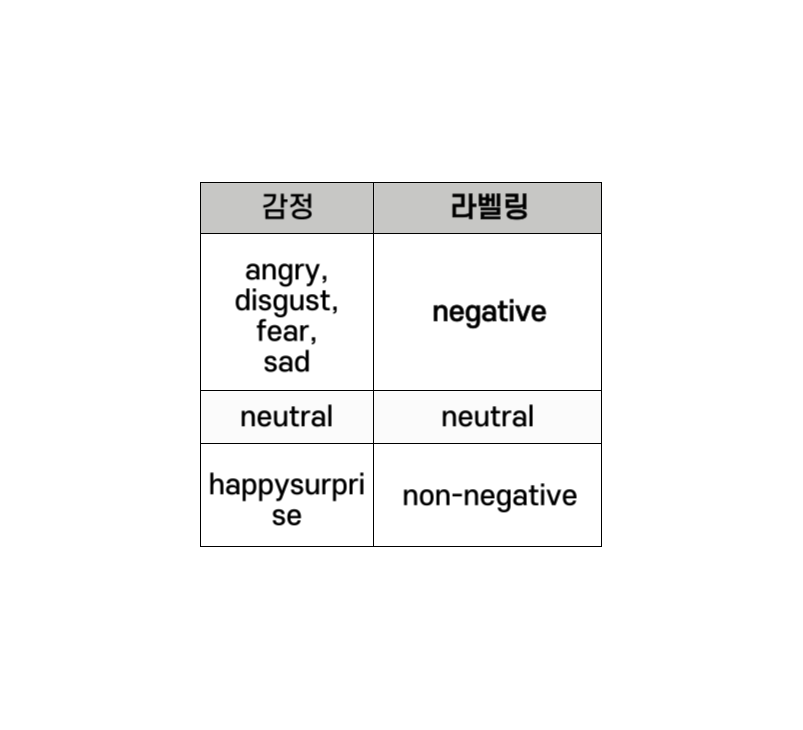 감정 라벨링
angry,
disgust,
fear,
sad
negative
neutral neutral
happysurpri
se
non-negative